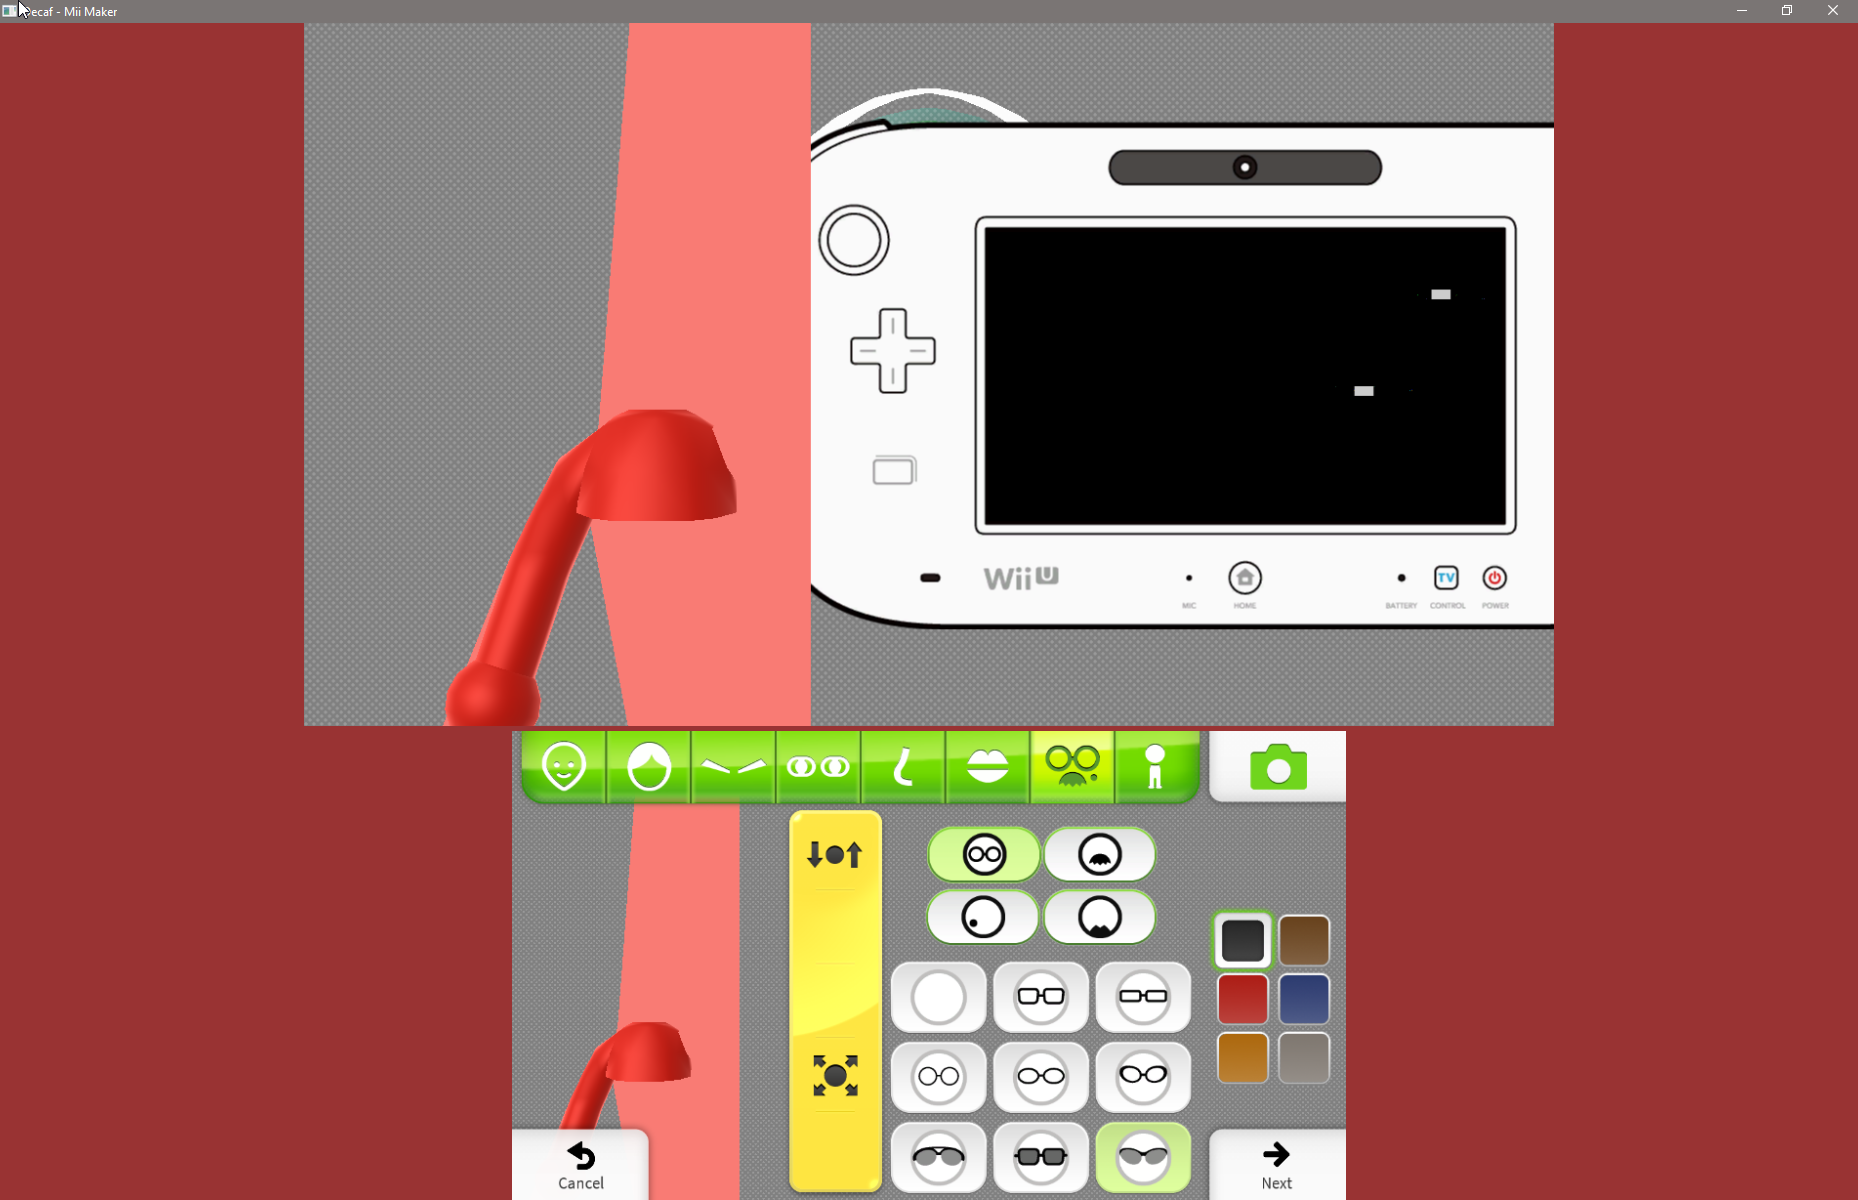 ecaf - Mii Maker
Wii U
MIC
HOME
BATTERY
TV
CONTROL
POWER
Cancel
Next